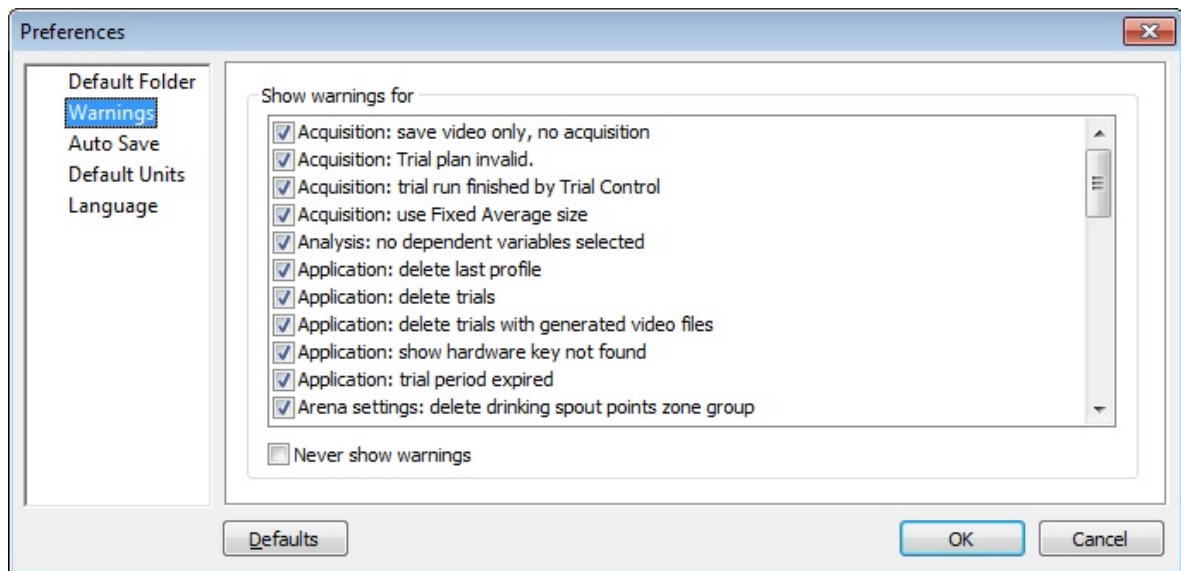 Preferences
Default Folder
Warnings
Auto Save
Default Units
Language
Show warnings for
Acquisition: save video only, no acquisition
Acquisition: Trial plan invalid.
Acquisition: trial run finished by Trial Control
Acquisition: use Fixed Average size
Analysis: no dependent variables selected
Application: delete last profile
Application: delete trials
Application: delete trials with generated video files
Application: show hardware key not found
Application: trial period expired
Arena settings: delete drinking spout points zone group
Never show warnings
Defaults
OK
Cancel